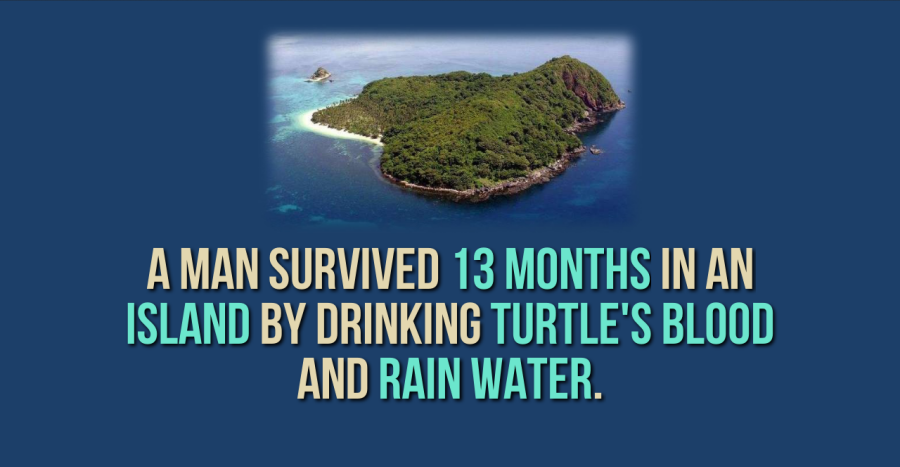 A MAN SURVIVED 13 MONTHS IN AN
ISLAND BY DRINKING TURTLE'S BLOOD
AND RAIN WATER.